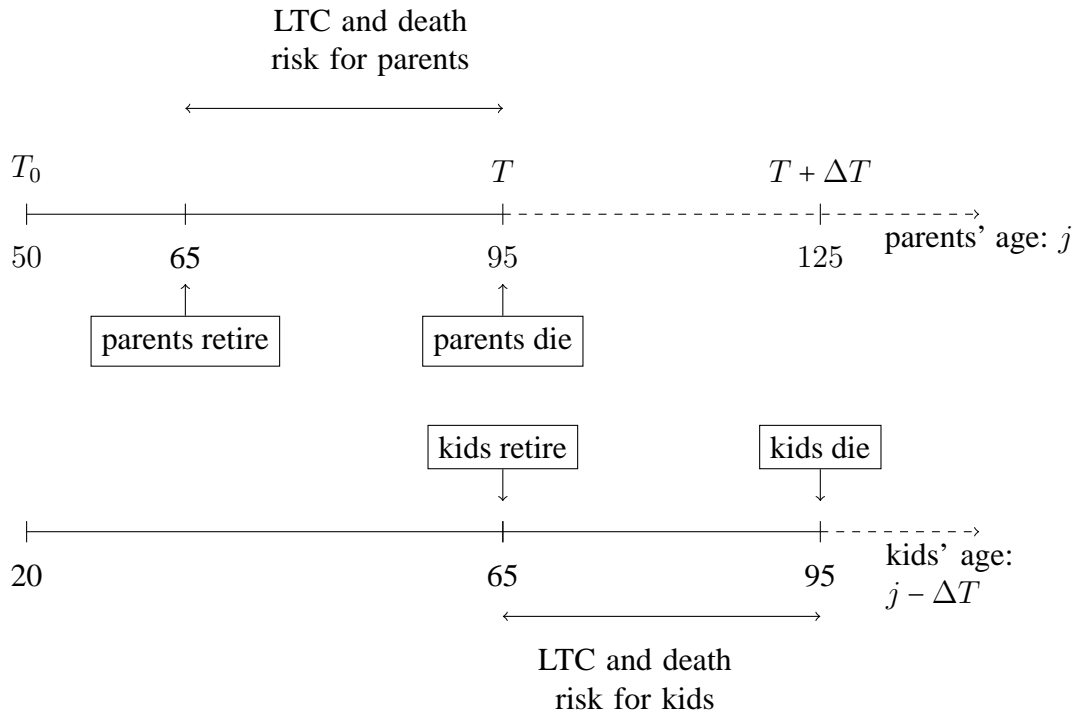 LTC and death
risk for parents
T₀
T
T + ΔT
50
65
95
125
parents' age: j
parents retire
parents die
kids retire
kids die
20
65
95
kids' age:
j − ΔT
LTC and death
risk for kids